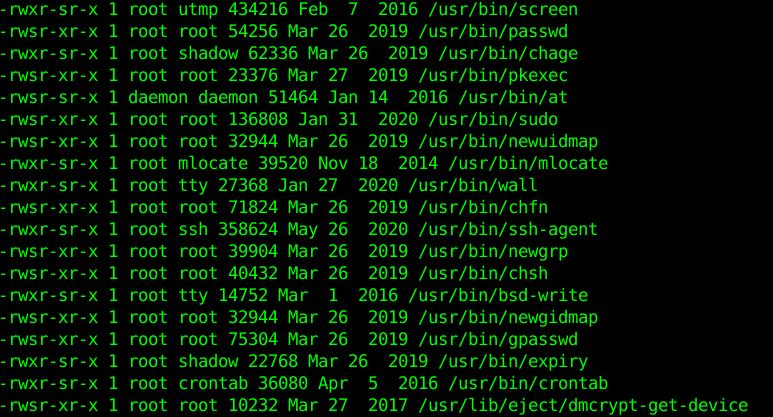 -rwxr-sr-x 1 root utmp 434216 Feb  7  2016 /usr/bin/screen
-rwsr-xr-x 1 root root 54256 Mar 26  2019 /usr/bin/passwd
-rwxr-sr-x 1 root shadow 62336 Mar 26  2019 /usr/bin/chage
-rwsr-xr-x 1 root root 23376 Mar 27  2019 /usr/bin/pkexec
-rwsr-sr-x 1 daemon daemon 51464 Jan 14  2016 /usr/bin/at
-rwsr-xr-x 1 root root 136808 Jan 31  2020 /usr/bin/sudo
-rwsr-xr-x 1 root root 32944 Mar 26  2019 /usr/bin/newuidmap
-rwxr-sr-x 1 root mlocate 39520 Nov 18  2014 /usr/bin/mlocate
-rwxr-sr-x 1 root tty 27368 Jan 27  2020 /usr/bin/wall
-rwsr-xr-x 1 root root 71824 Mar 26  2019 /usr/bin/chfn
-rwxr-sr-x 1 root ssh 358624 May 26  2020 /usr/bin/ssh-agent
-rwsr-xr-x 1 root root 39904 Mar 26  2019 /usr/bin/newgrp
-rwsr-xr-x 1 root root 40432 Mar 26  2019 /usr/bin/chsh
-rwxr-sr-x 1 root tty 14752 Mar  1  2016 /usr/bin/bsd-write
-rwsr-xr-x 1 root root 32944 Mar 26  2019 /usr/bin/newgidmap
-rwsr-xr-x 1 root root 75304 Mar 26  2019 /usr/bin/gpasswd
-rwxr-sr-x 1 root shadow 22768 Mar 26  2019 /usr/bin/expiry
-rwxr-sr-x 1 root crontab 36080 Apr  5  2016 /usr/bin/crontab
-rwsr-xr-x 1 root root 10232 Mar 27  2017 /usr/lib/eject/dmcrypt-get-device